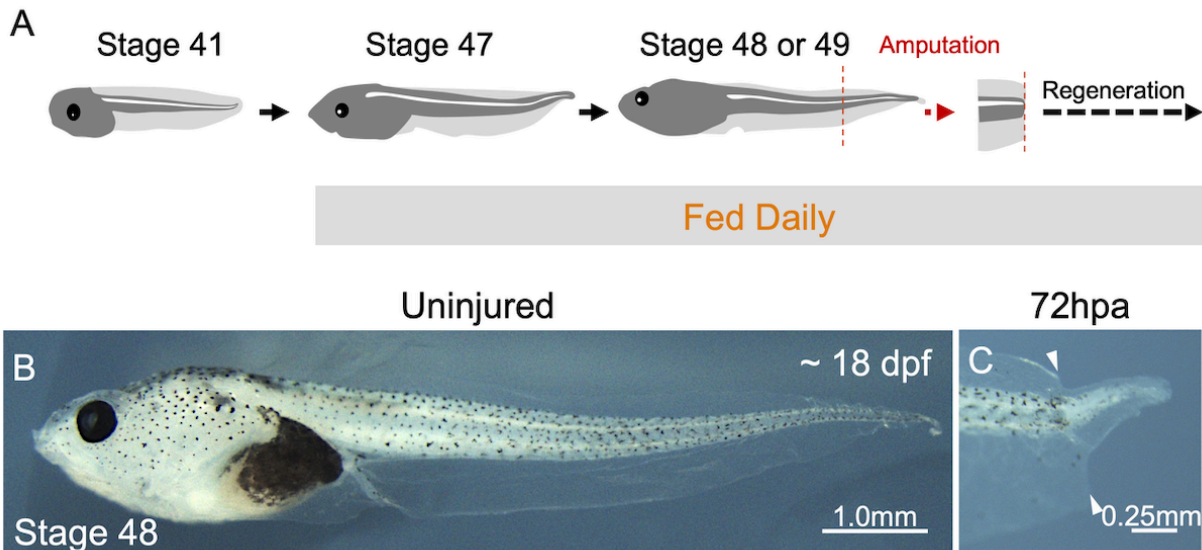 A
Stage 41
Stage 47
Stage 48 or 49
Amputation
Regeneration
Fed Daily
Uninjured
72hpa
B
~ 18 dpf
C
Stage 48
1.0mm
0.25mm